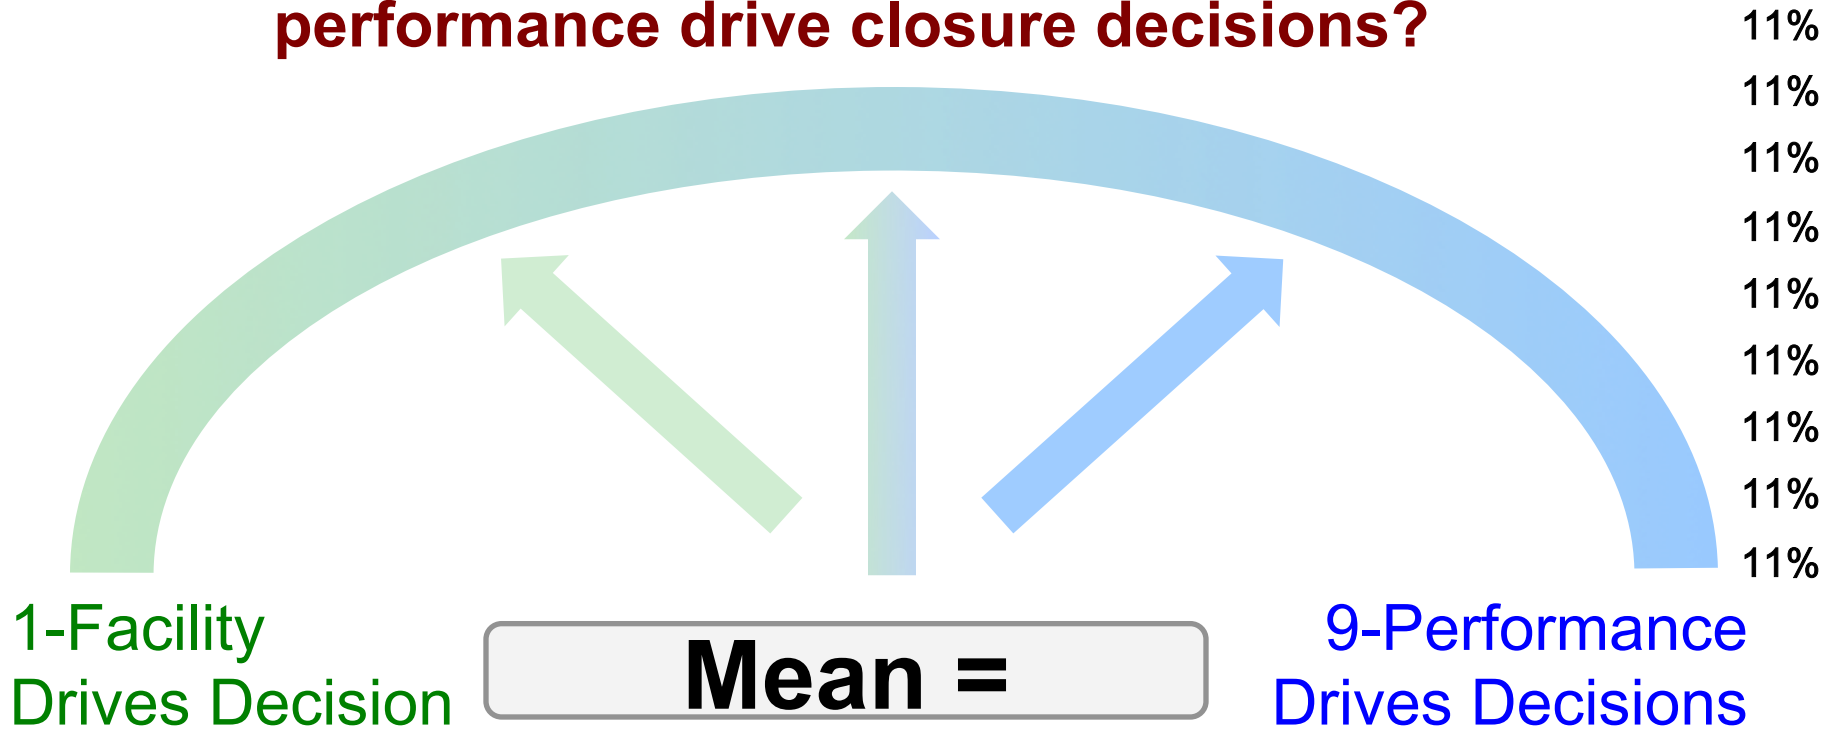 performance drive closure decisions?
11%
11%
11%
11%
11%
11%
11%
11%
11%
1-Facility
Drives Decision
Mean =
9-Performance
Drives Decisions